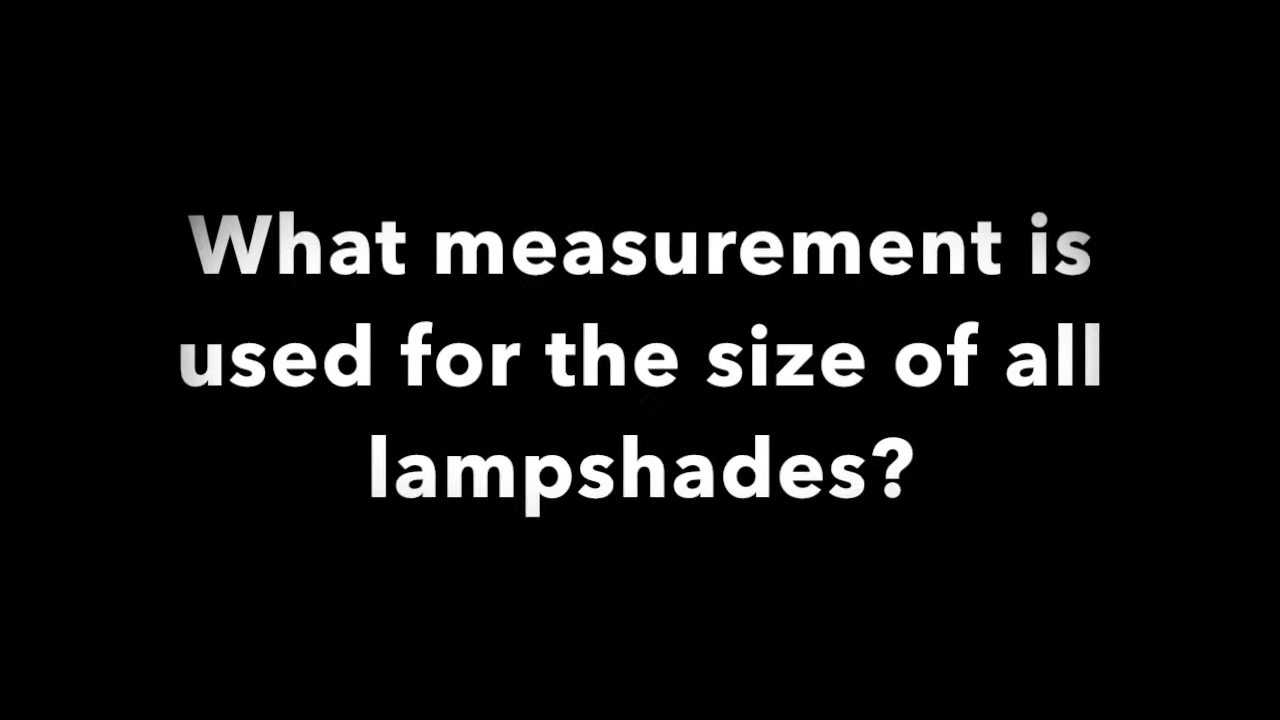 What measurement is
used for the size of all
lampshades?